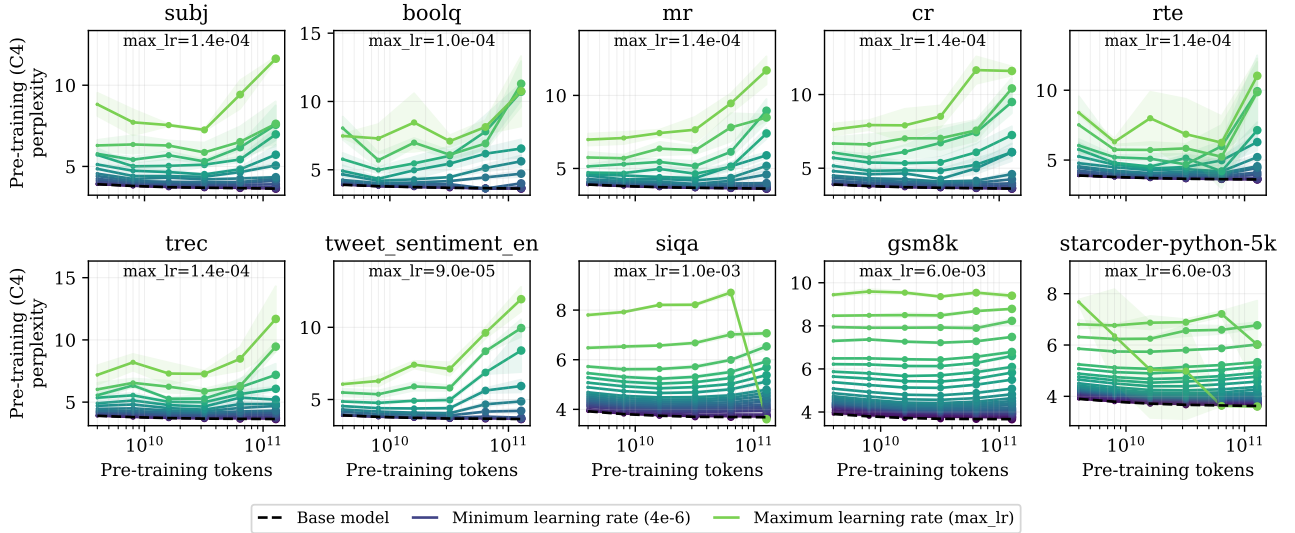 subj boolq mr cr rte
Pre-training (C4)
perplexity
max_lr=1.4e-04 max_lr=1.0e-04 max_lr=1.4e-04 max_lr=1.4e-04 max_lr=1.4e-04
10
5
15
10
5
10
5
10
5
10
5
trec tweet_sentiment_en siqa gsm8k starcoder-python-5k
Pre-training (C4)
perplexity
max_lr=1.4e-04 max_lr=9.0e-05 max_lr=1.0e-03 max_lr=6.0e-03 max_lr=6.0e-03
15
10
5
10
5
8
6
4
10
8
6
4
8
6
4
10¹⁰ 10¹¹ 10¹⁰ 10¹¹ 10¹⁰ 10¹¹ 10¹⁰ 10¹¹ 10¹⁰ 10¹¹
Pre-training tokens Pre-training tokens Pre-training tokens Pre-training tokens Pre-training tokens
Base model Minimum learning rate (4e-6) Maximum learning rate (max_lr)